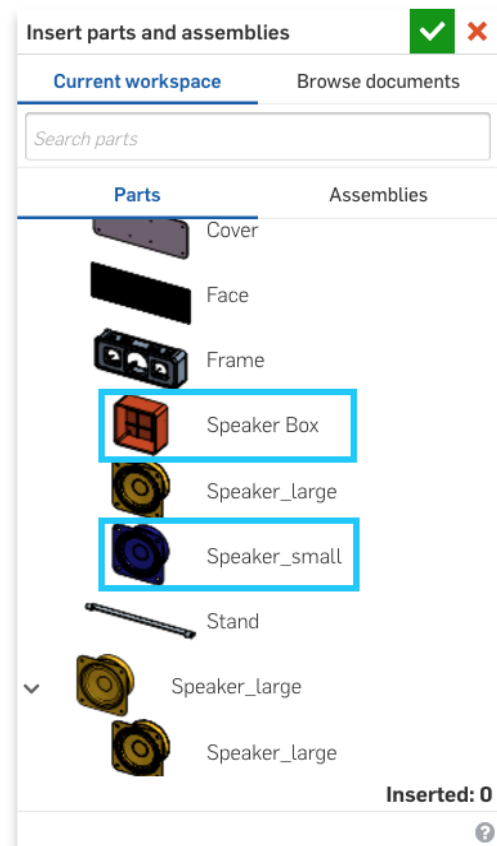 Insert parts and assemblies
Current workspace
Browse documents
Search parts
Parts
Assemblies
Cover
Face
Frame
Speaker Box
Speaker_large
Speaker_small
Stand
Speaker_large
Speaker_large
Inserted: 0
?